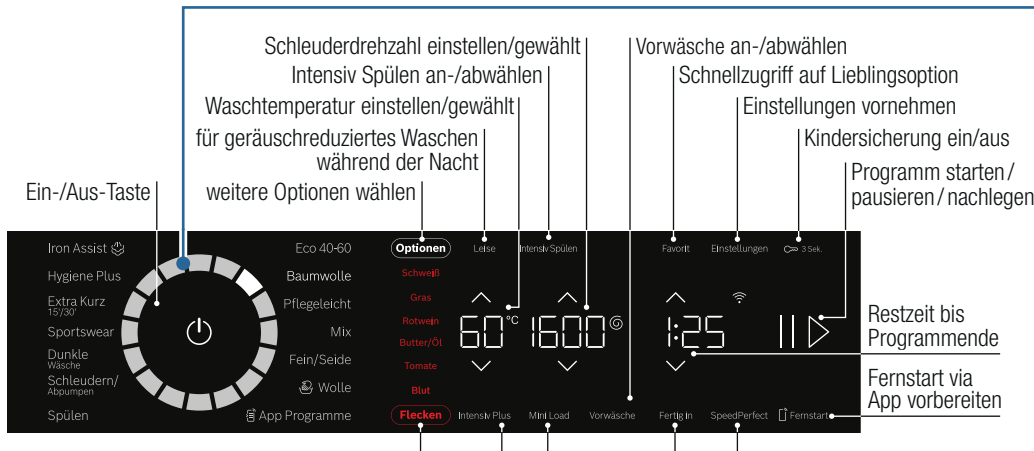 Schleuderdrehzahl einstellen/gewählt
Vorwäsche an-/abwählen
Intensiv Spülen an-/abwählen
Schnellzugriff auf Lieblingsoption
Waschtemperatur einstellen/gewählt
Einstellungen vornehmen
für geräuschreduziertes Waschen
während der Nacht
Kindersicherung ein/aus
weitere Optionen wählen
Programm starten/
pausieren/nachlegen
Ein-/Aus-Taste
Iron Assist
Hygiene Plus
Extra Kurz
15'/30'
Sportswear
Dunkle
Wäsche
Schleudern/
Abpumpen
Spülen
Eco 40-60
Baumwolle
Pflegeleicht
Mix
Fein/Seide
Wolle
App Programme
Optionen
Schweiß
Gras
Rotwein
Butter/Öl
Tomate
Blut
Flecken
Leise
Intensiv Spülen
Favorit
Einstellungen
3 Sek.
60 °C
1600
1:25
Intensiv Plus
Mini Load
Vorwäsche
Fertig in
SpeedPerfect
Fernstart
Restzeit bis
Programmende
Fernstart via
App vorbereiten